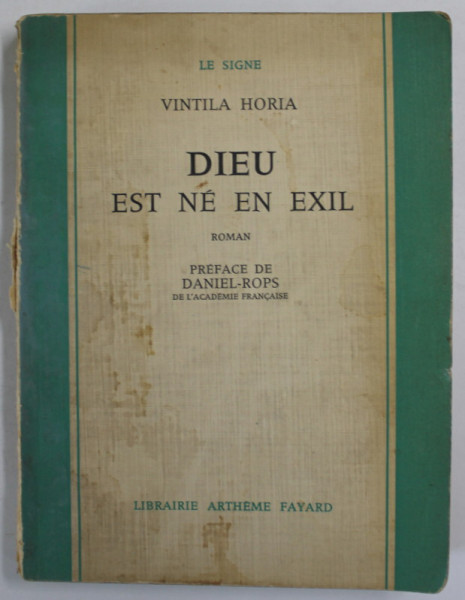 LE SIGNE
VINTILA HORIA
DIEU
EST NÉ EN EXIL
ROMAN
PRÉFACE DE
DANIEL-ROPS
DE L'ACADÉMIE FRANÇAISE
LIBRAIRIE ARTHÈME FAYARD